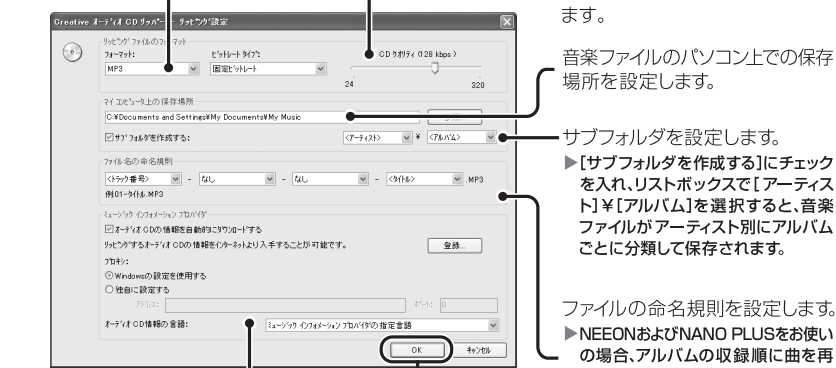 ます。
Creative オーディオ CD リッパー リッピング設定
リッピングファイルのフォーマット
フォーマット:
ビットレートタイプ:
CD クオリティ (128 kbps)
MP3
固定ビットレート
24
320
音楽ファイルのパソコン上での保存
場所を設定します。
マイ コンピュータ上の保存場所
C:¥Documents and Settings¥My Documents¥My Music
サブフォルダを作成する:
<アーティスト>
¥
<アルバム>
サブフォルダを設定します。
▶[サブフォルダを作成する]にチェック
を入れ、リストボックスで[アーティス
ト]¥[アルバム]を選択すると、音楽
ファイルがアーティスト別にアルバム
ごとに分類して保存されます。
ファイル名の命名規則
<トラック番号> - なし - なし - <タイトル> .MP3
例:01-タイトル.MP3
ミュージック インフォメーション プロバイダ
オーディオ CDの情報を自動的にダウンロードする
リッピングするオーディオ CDの情報をインターネットより入手することが可能です。
登録...
プロキシ:
Windowsの設定を使用する
独自に設定する
アドレス:
ポート: 0
オーディオ CD情報の言語:
ミュージック インフォメーション プロバイダの指定言語
OK
キャンセル
ファイルの命名規則を設定します。
▶NEEONおよびNANO PLUSをお使い
の場合、アルバムの収録順に曲を再